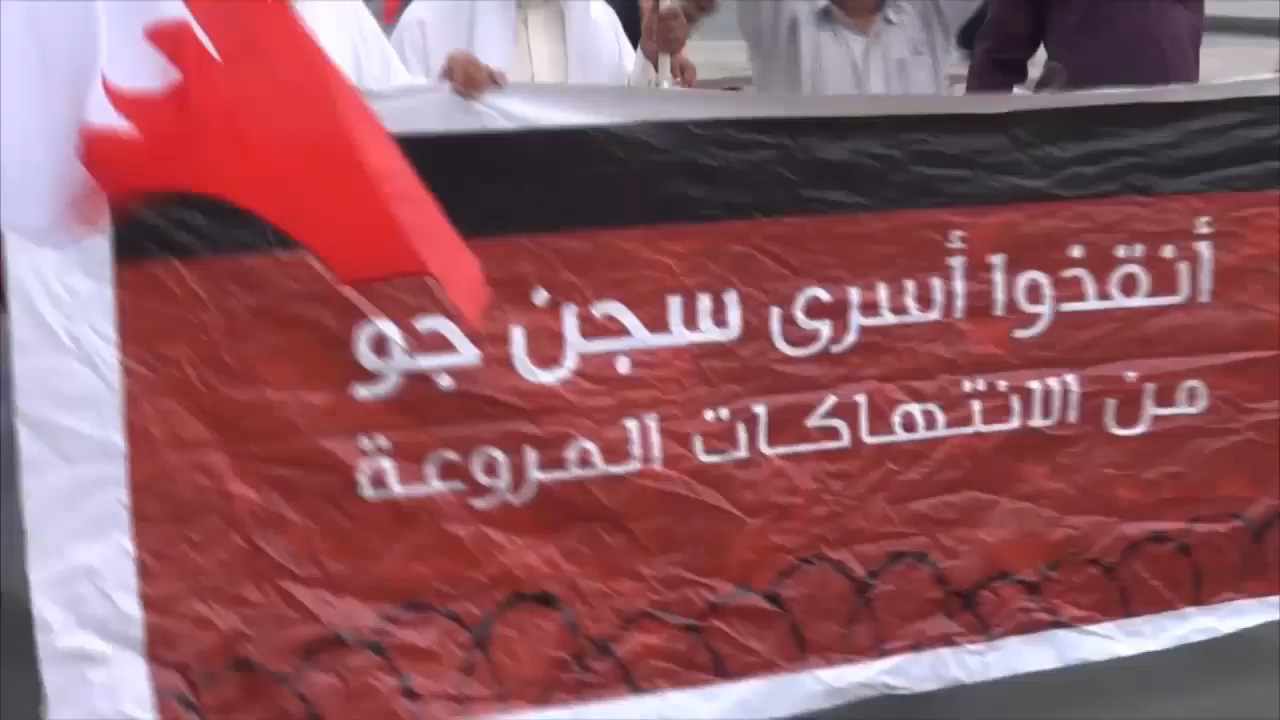 أنقذوا أسرى سجن جو
من الانتهاكات المروعة